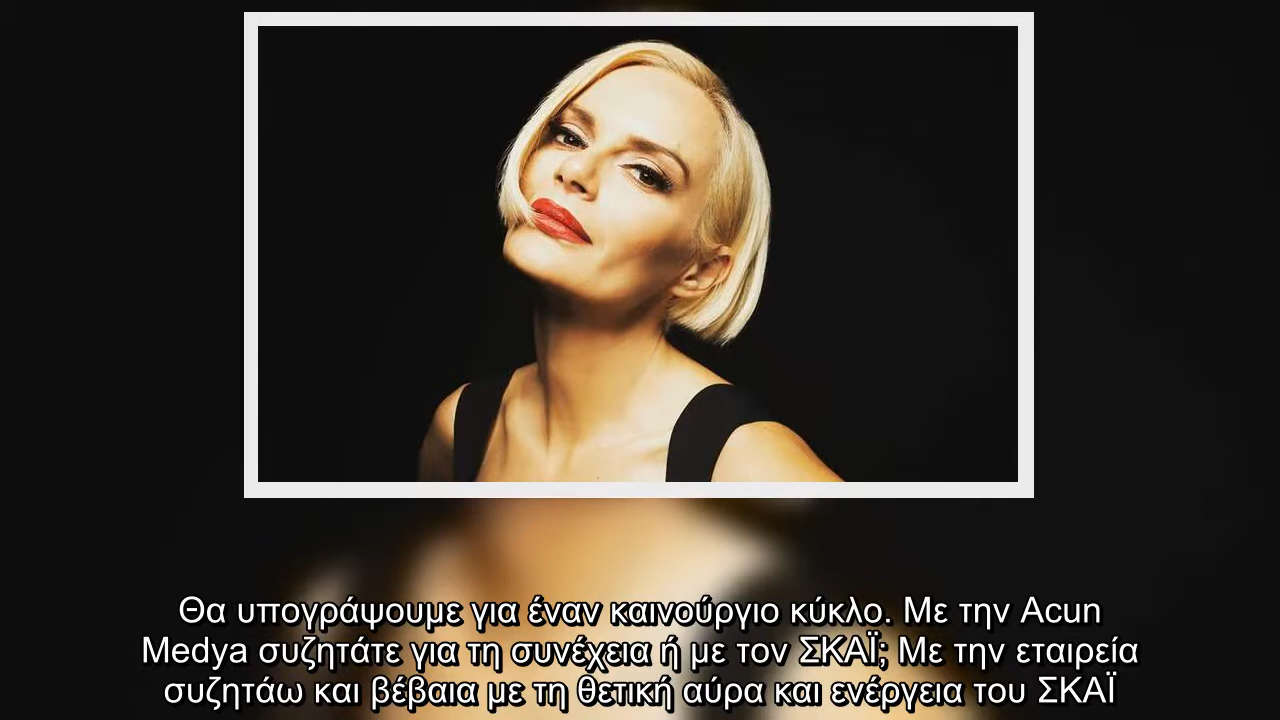 Θα υπογράψουμε για έναν καινούργιο κύκλο. Με την Acun
Medya συζητάτε για τη συνέχεια ή με τον ΣΚΑΪ; Με την εταιρεία
συζητάω και βέβαια με τη θετική αύρα και ενέργεια του ΣΚΑΪ